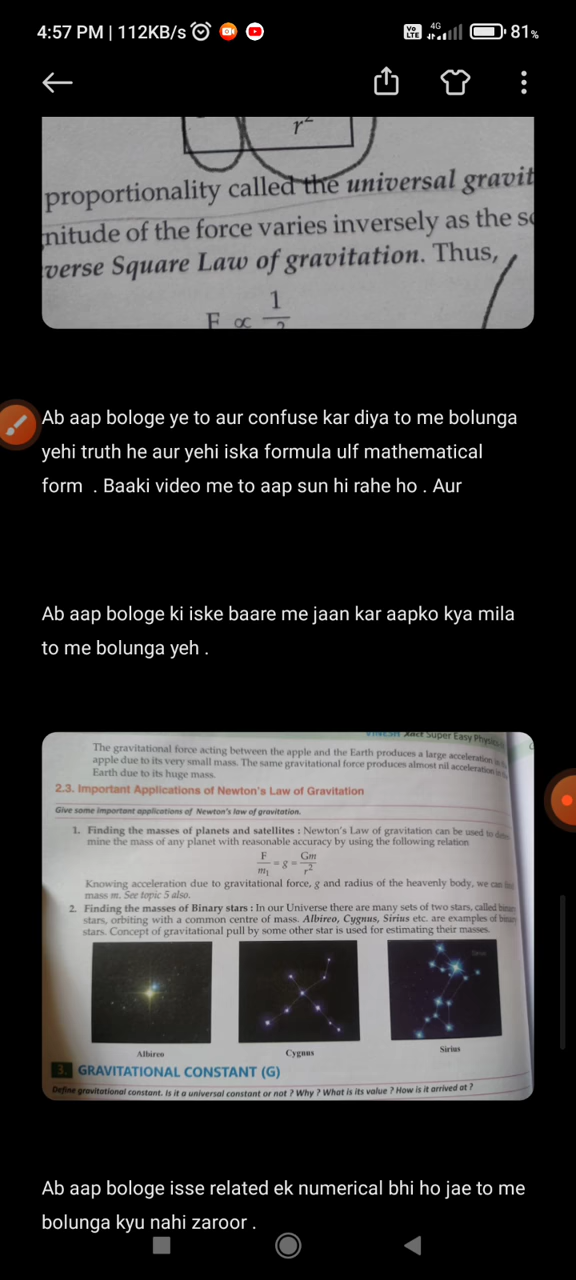 4:57 PM | 112KB/s
Vo LTE 4G 81%
r²
proportionality called the universal gravit
nitude of the force varies inversely as the s
verse Square Law of gravitation. Thus,
F ∝ 1
Ab aap bologe ye to aur confuse kar diya to me bolunga
yehi truth he aur yehi iska formula ulf mathematical
form . Baaki video me to aap sun hi rahe ho . Aur
Ab aap bologe ki iske baare me jaan kar aapko kya mila
to me bolunga yeh .
Xact Super Easy Physics
The gravitational force acting between the apple and the Earth produces a large acceleration in
apple due to its very small mass. The same gravitational force produces almost nil acceleration in
Earth due to its huge mass.
2.3. Important Applications of Newton's Law of Gravitation
Give some important applications of Newton's law of gravitation.
1. Finding the masses of planets and satellites : Newton's Law of gravitation can be used to
mine the mass of any planet with reasonable accuracy by using the following relation
F/m₁ = g = Gm/r²
Knowing acceleration due to gravitational force, g and radius of the heavenly body, we can
mass m. See topic 5 also.
2. Finding the masses of Binary stars : In our Universe there are many sets of two stars, called
stars, orbiting with a common centre of mass. Albireo, Cygnus, Sirius etc. are examples of
stars. Concept of gravitational pull by some other star is used for estimating their masses.
Albireo
Cygnus
Sirius
3. GRAVITATIONAL CONSTANT (G)
Define gravitational constant. Is it a universal constant or not ? Why ? What is its value ? How is it arrived at ?
Ab aap bologe isse related ek numerical bhi ho jae to me
bolunga kyu nahi zaroor .